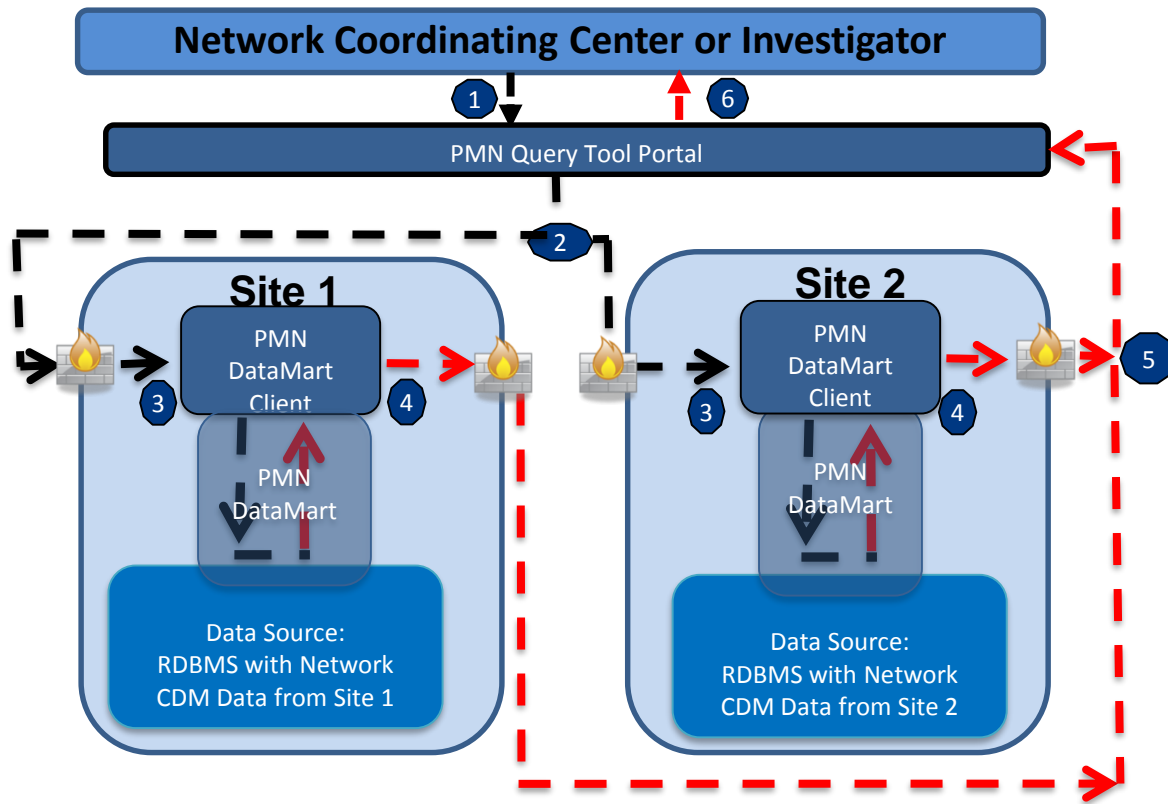 Network Coordinating Center or Investigator
1
6
PMN Query Tool Portal
2
Site 1
PMN
DataMart
Client
3
4
PMN
DataMart
Data Source:
RDBMS with Network
CDM Data from Site 1
Site 2
PMN
DataMart
Client
3
4
5
PMN
DataMart
Data Source:
RDBMS with Network
CDM Data from Site 2